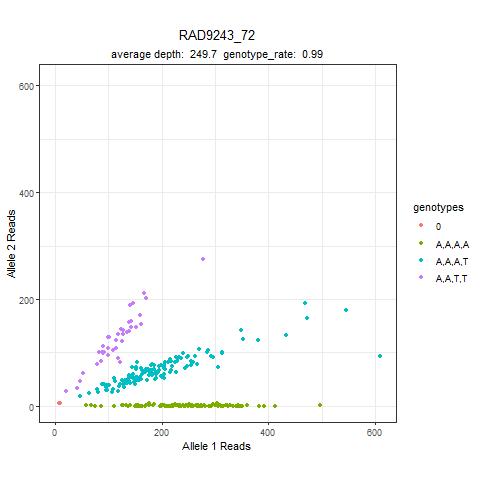 RAD9243_72
average depth:  249.7  genotype_rate:  0.99
600
400
200
0
Allele 2 Reads
0
200
400
600
Allele 1 Reads
genotypes
0
A,A,A,A
A,A,A,T
A,A,T,T